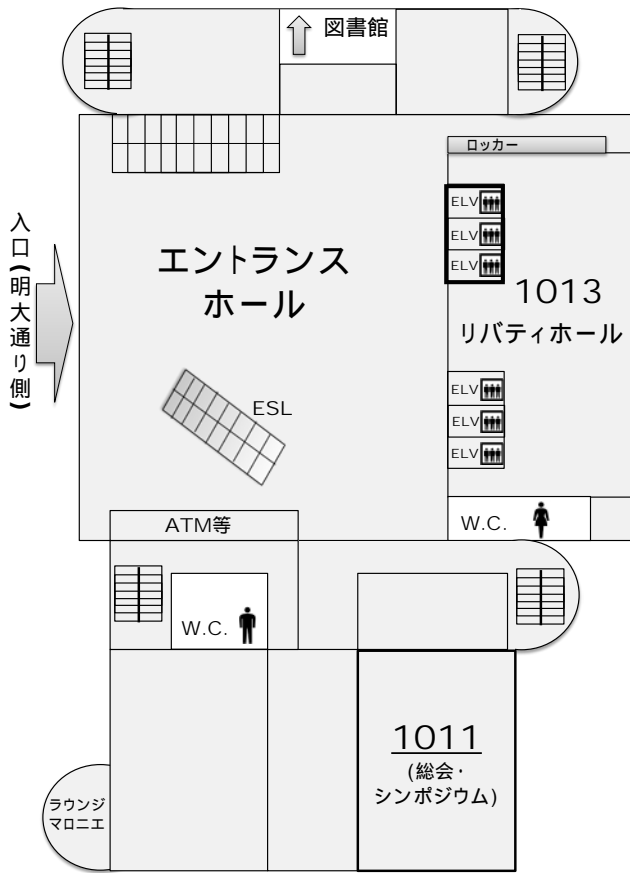 図書館
ロッカー
ELV
ELV
ELV
入口(明大通り側)
エントランス
ホール
1013
リバティホール
ESL
ELV
ELV
ELV
ATM等
W.C.
W.C.
1011
(総会・
シンポジウム)
ラウンジ
マロニエ